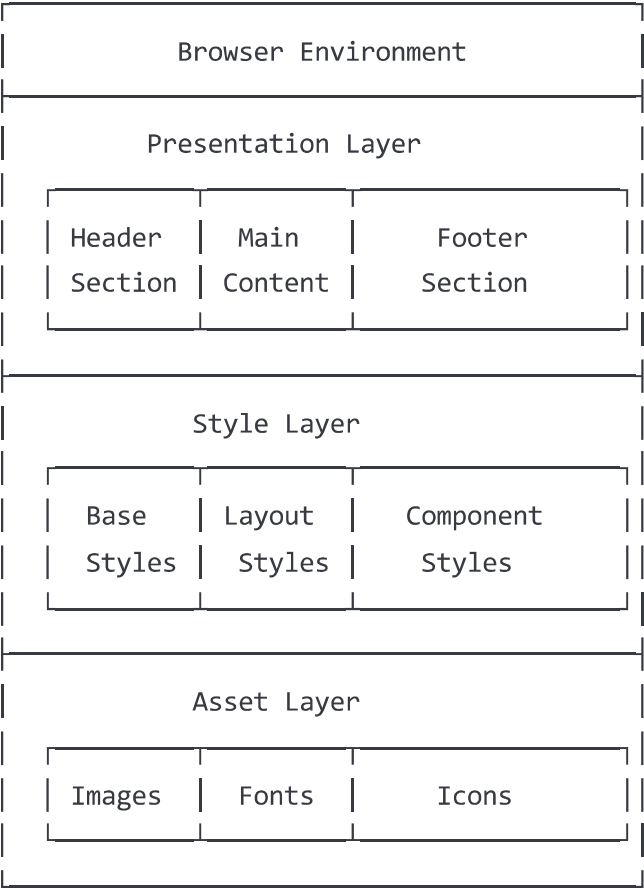 Browser Environment
Presentation Layer
Header Main Footer
Section Content Section
Style Layer
Base Layout Component
Styles Styles Styles
Asset Layer
Images Fonts Icons